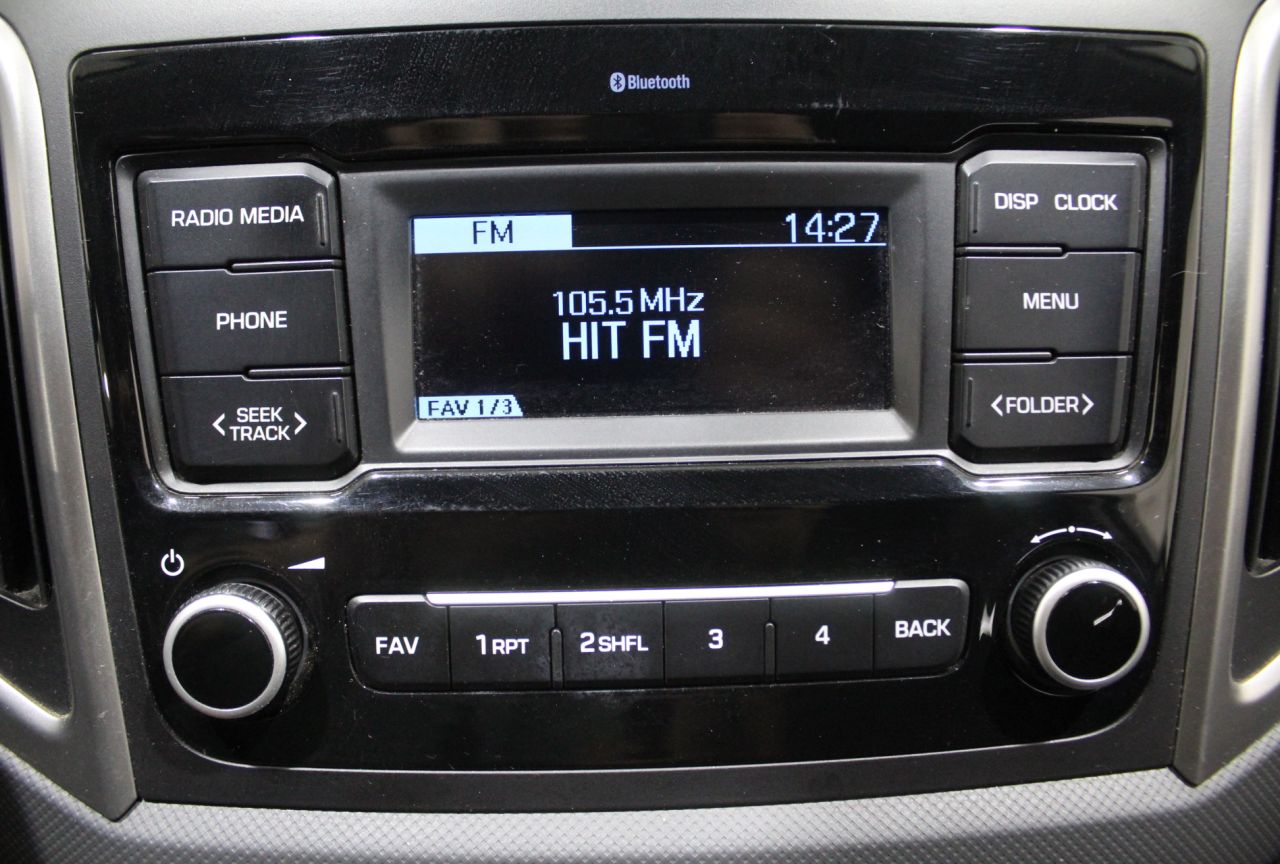 Bluetooth
RADIO MEDIA
FM
14:27
DISP CLOCK
PHONE
105.5 MHz
HIT FM
MENU
< SEEK
TRACK >
FAV 1/3
<FOLDER>
FAV
1 RPT
2 SHFL
3
4
BACK